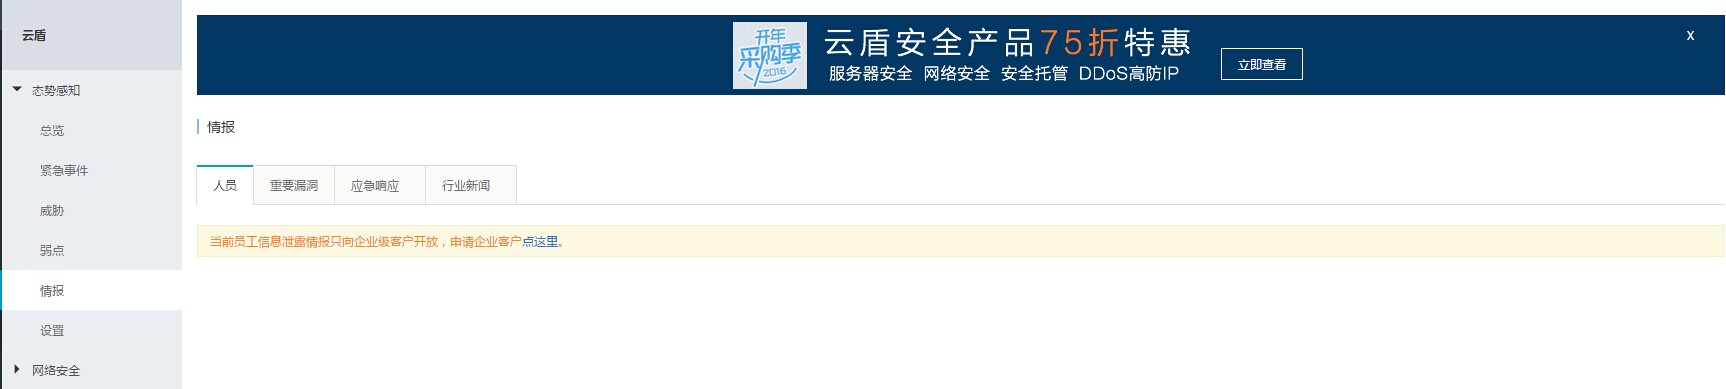 云盾
态势感知
总览
紧急事件
威胁
弱点
情报
设置
网络安全
开年
采购季
2016
云盾安全产品75折特惠
服务器安全 网络安全 安全托管 DDoS高防IP
立即查看
x
情报
人员 重要漏洞 应急响应 行业新闻
当前员工信息泄露情报只向企业级客户开放，申请企业客户点这里。